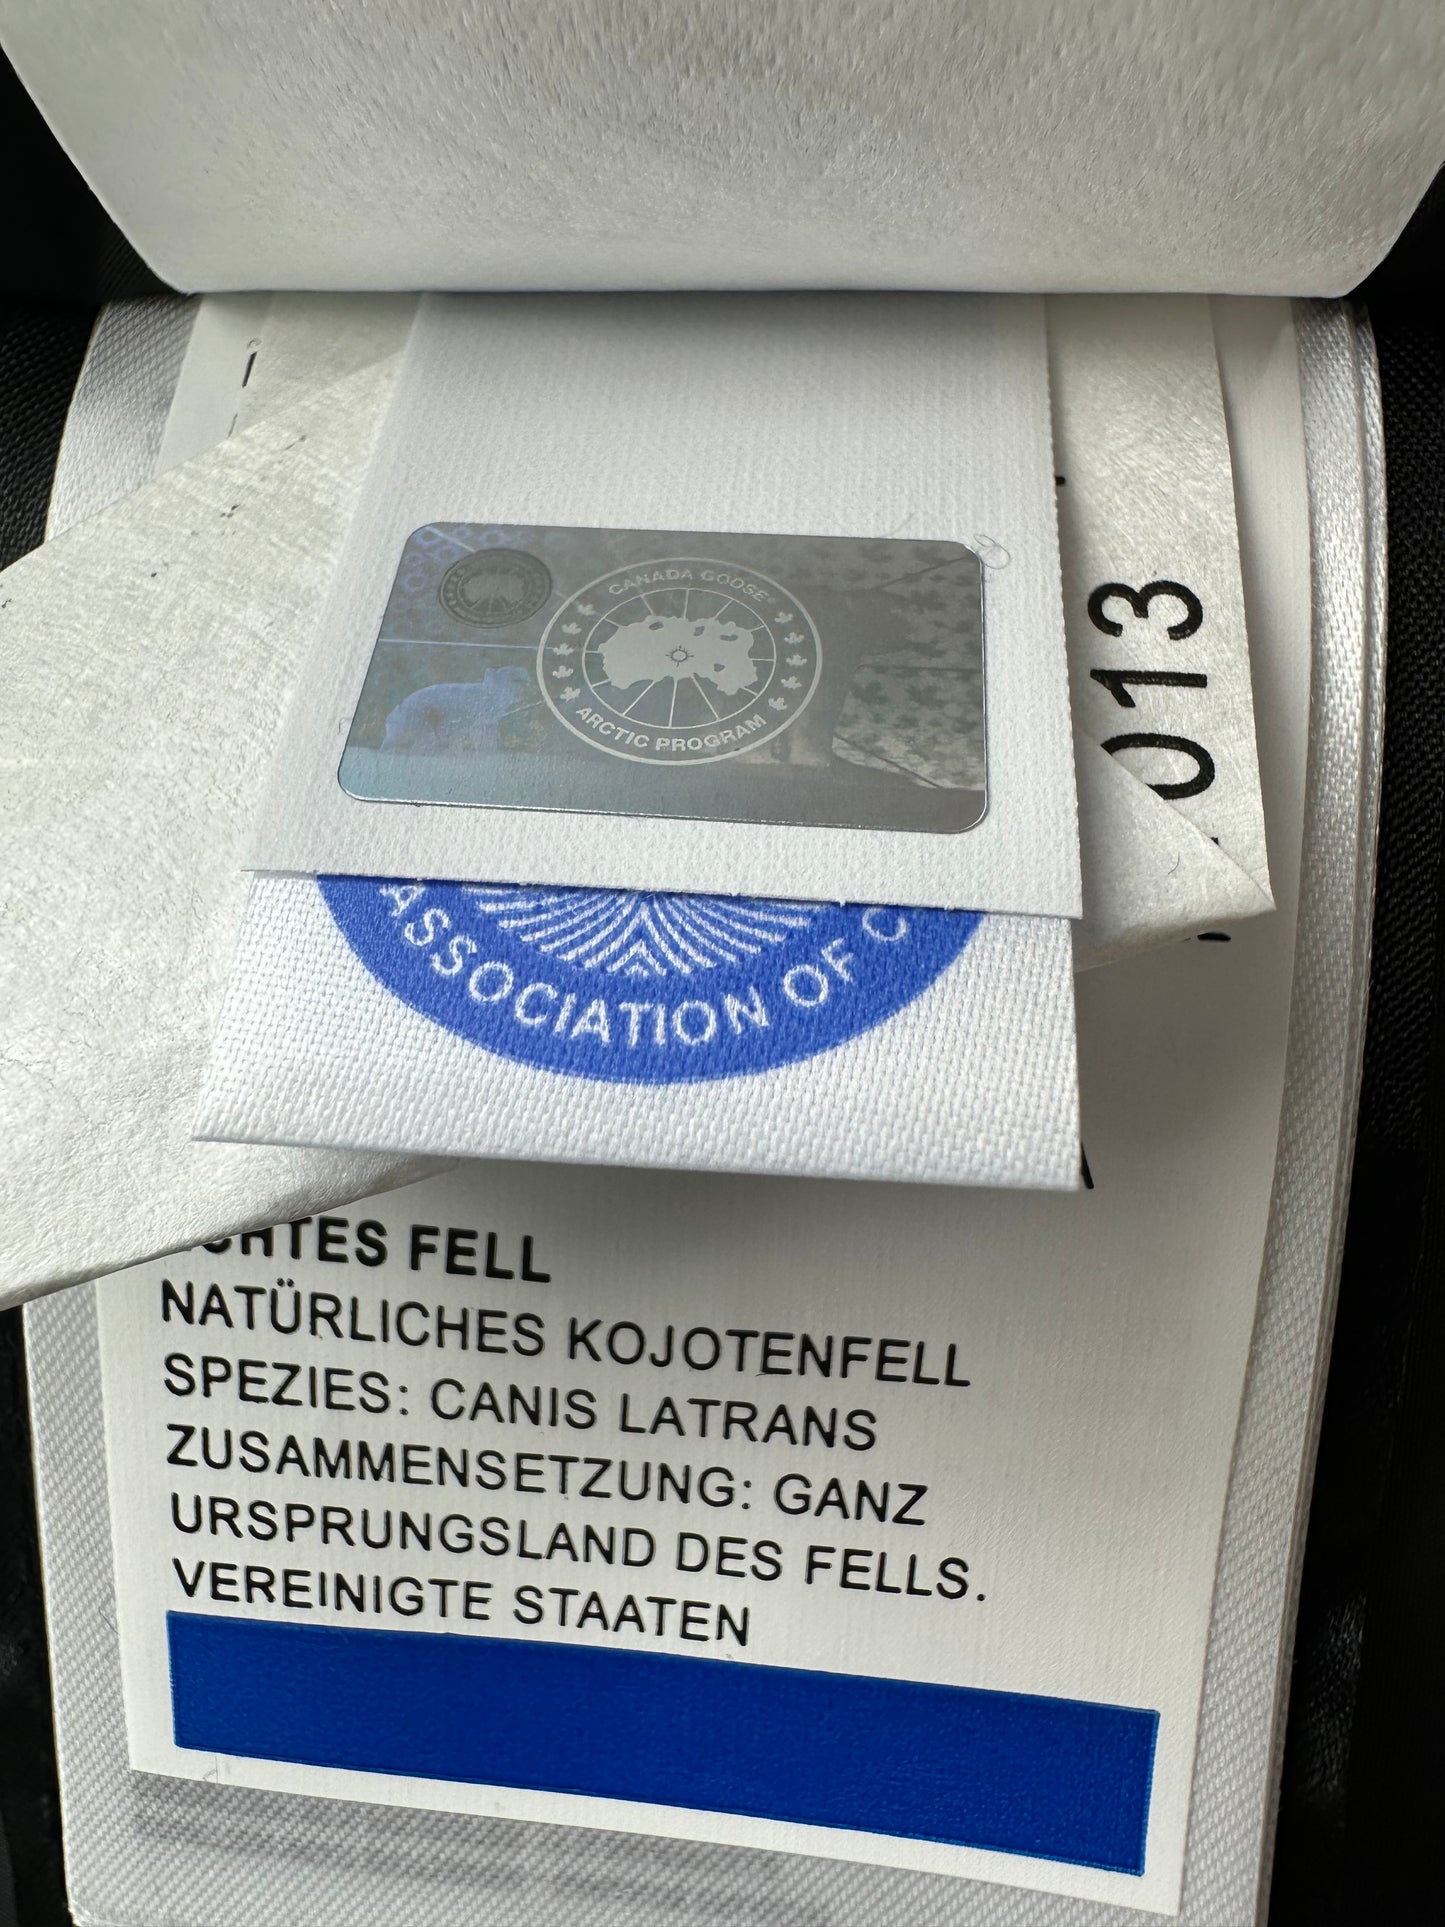 CANADA GOOSE®
ARCTIC PROGRAM
013
ASSOCIATION OF
FELL
NATÜRLICHES KOJOTENFELL
SPEZIES: CANIS LATRANS
ZUSAMMENSETZUNG: GANZ
URSPRUNGSLAND DES FELLS.
VEREINIGTE STAATEN